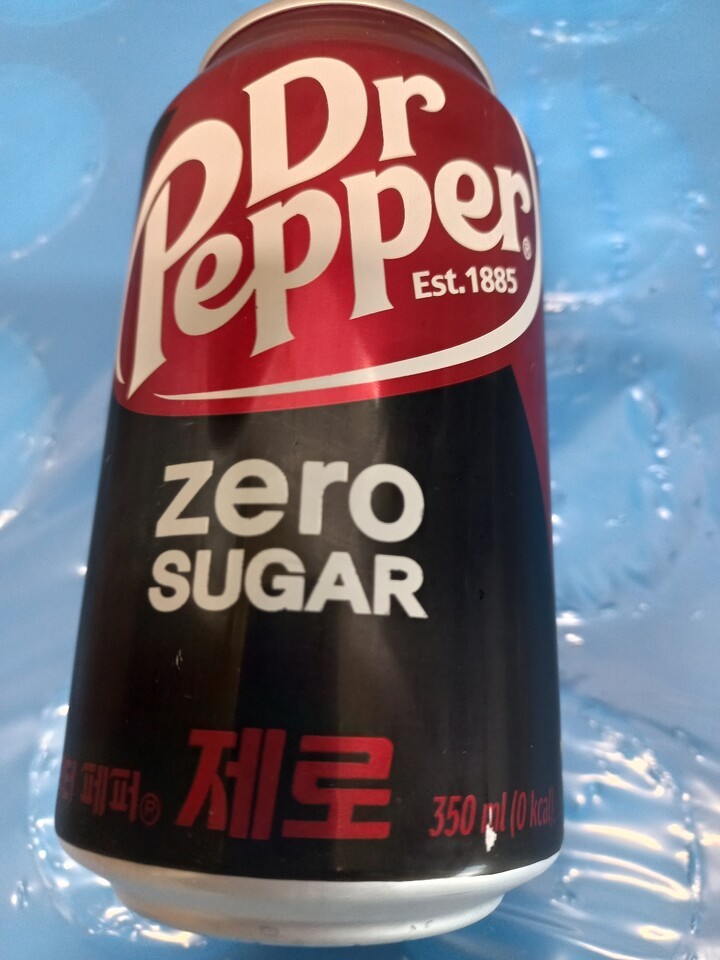 Dr
Pepper®
Est.1885
zero
SUGAR
페퍼® 제로 350 ml (0 kcal)